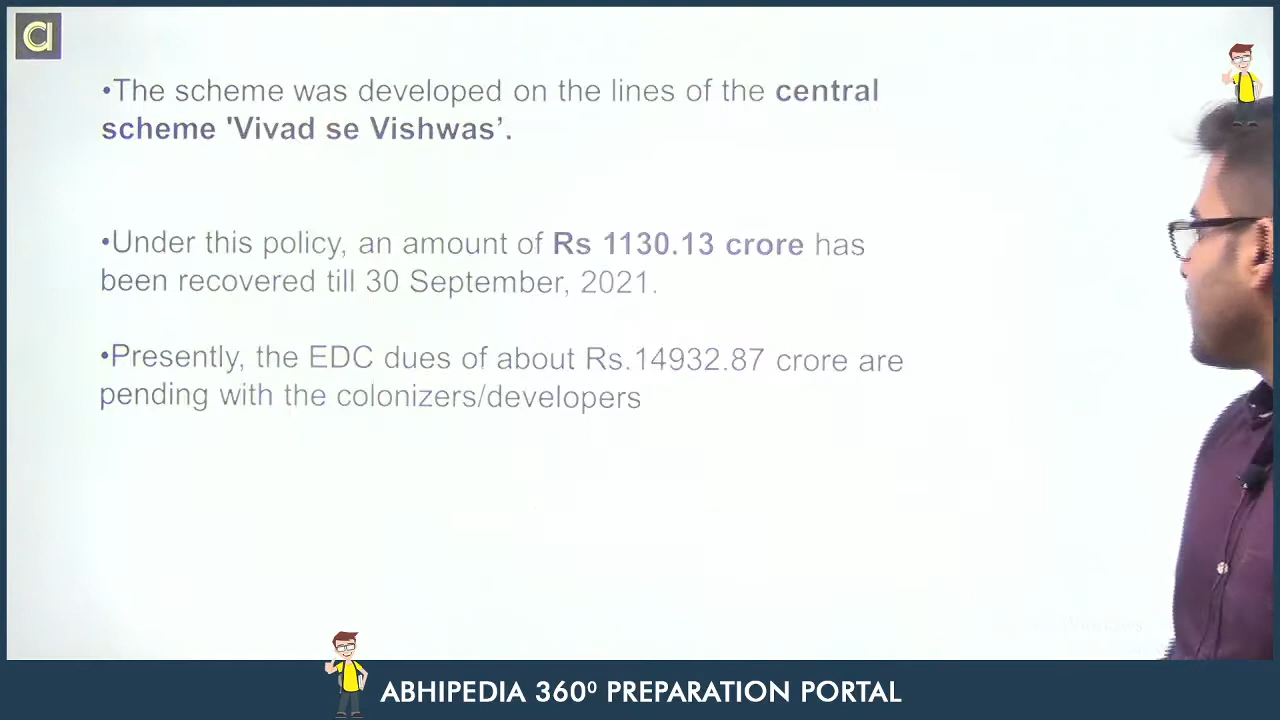 •The scheme was developed on the lines of the central
scheme 'Vivad se Vishwas’.
•Under this policy, an amount of Rs 1130.13 crore has
been recovered till 30 September, 2021.
•Presently, the EDC dues of about Rs.14932.87 crore are
pending with the colonizers/developers
Windows
ABHIPEDIA 360⁰ PREPARATION PORTAL